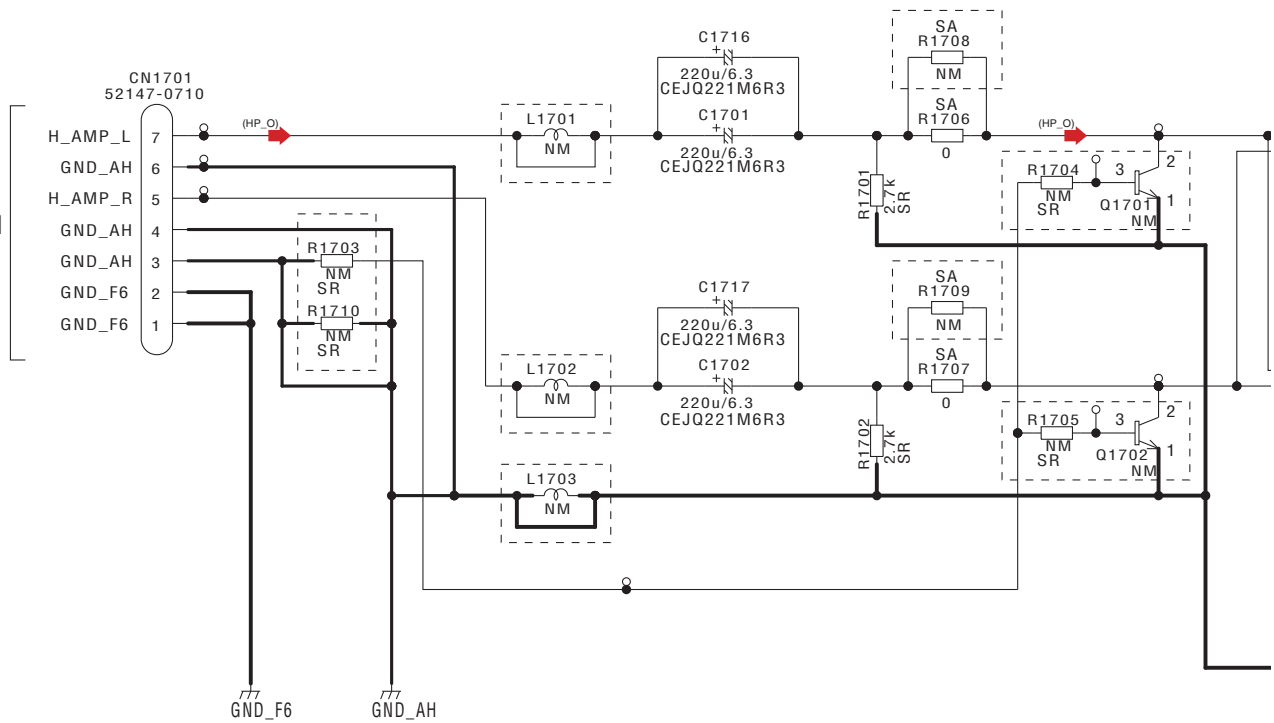 CN1701
52147-0710
H_AMP_L 7
GND_AH 6
H_AMP_R 5
GND_AH 4
GND_AH 3
GND_F6 2
GND_F6 1
(HP_O)
R1703
NM
SR
R1710
NM
SR
L1701
NM
C1716
+
220u/6.3
CEJQ221M6R3
C1701
+
220u/6.3
CEJQ221M6R3
SA
R1708
NM
SA
R1706
0
(HP_O)
R1701
2.7k
SR
R1704
NM
SR
3
2
1
Q1701
NM
L1702
NM
C1717
+
220u/6.3
CEJQ221M6R3
C1702
+
220u/6.3
CEJQ221M6R3
SA
R1709
NM
SA
R1707
0
R1702
2.7k
SR
R1705
NM
SR
3
2
1
Q1702
NM
L1703
NM
GND_F6
GND_AH